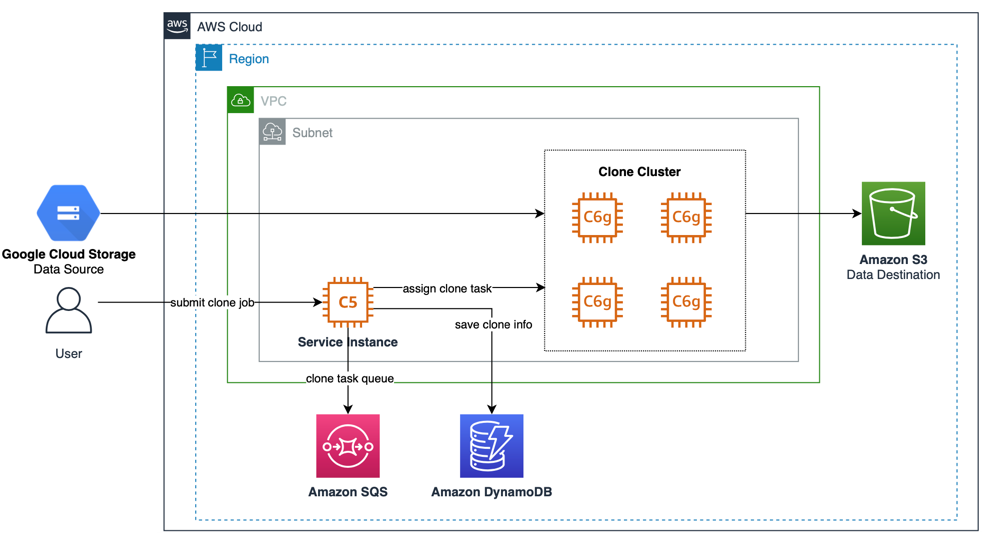 aws
AWS Cloud
Region
VPC
Subnet
Clone Cluster
C6g
C6g
Google Cloud Storage
Data Source
Amazon S3
Data Destination
C6g
C6g
assign clone task
submit clone job
C5
save clone info
Service Instance
User
clone task queue
Amazon SQS
Amazon DynamoDB